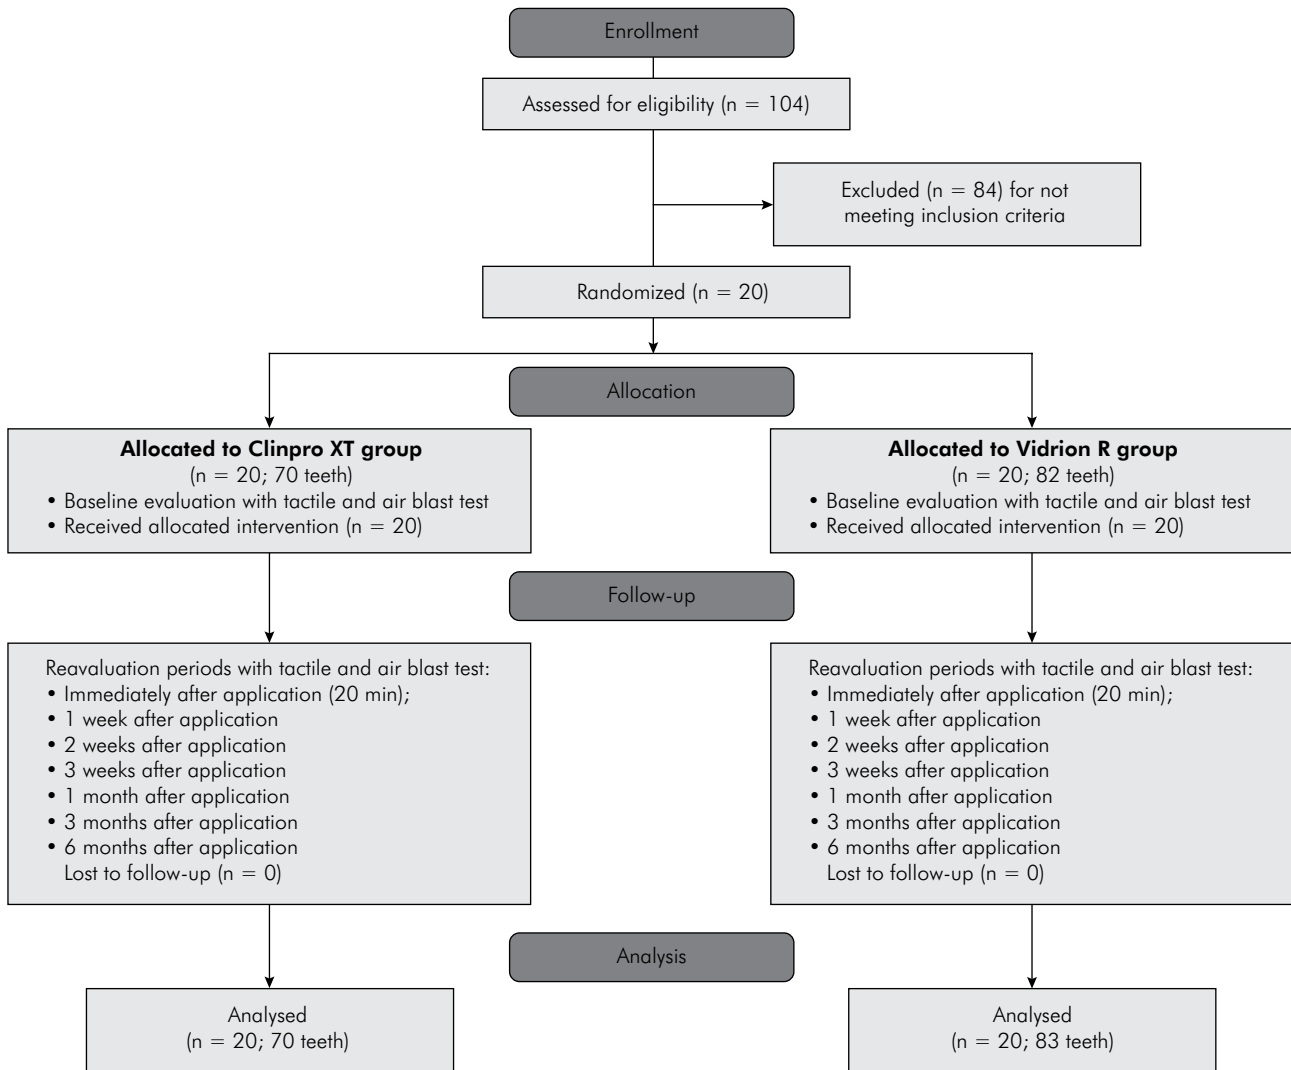 Enrollment
Assessed for eligibility (n = 104)
Excluded (n = 84) for not
meeting inclusion criteria
Randomized (n = 20)
Allocation
Allocated to Clinpro XT group
(n = 20; 70 teeth)
• Baseline evaluation with tactile and air blast test
• Received allocated intervention (n = 20)
Allocated to Vidrion R group
(n = 20; 82 teeth)
• Baseline evaluation with tactile and air blast test
• Received allocated intervention (n = 20)
Follow-up
Reavaluation periods with tactile and air blast test:
• Immediately after application (20 min);
• 1 week after application
• 2 weeks after application
• 3 weeks after application
• 1 month after application
• 3 months after application
• 6 months after application
Lost to follow-up (n = 0)
Reavaluation periods with tactile and air blast test:
• Immediately after application (20 min);
• 1 week after application
• 2 weeks after application
• 3 weeks after application
• 1 month after application
• 3 months after application
• 6 months after application
Lost to follow-up (n = 0)
Analysis
Analysed
(n = 20; 70 teeth)
Analysed
(n = 20; 83 teeth)